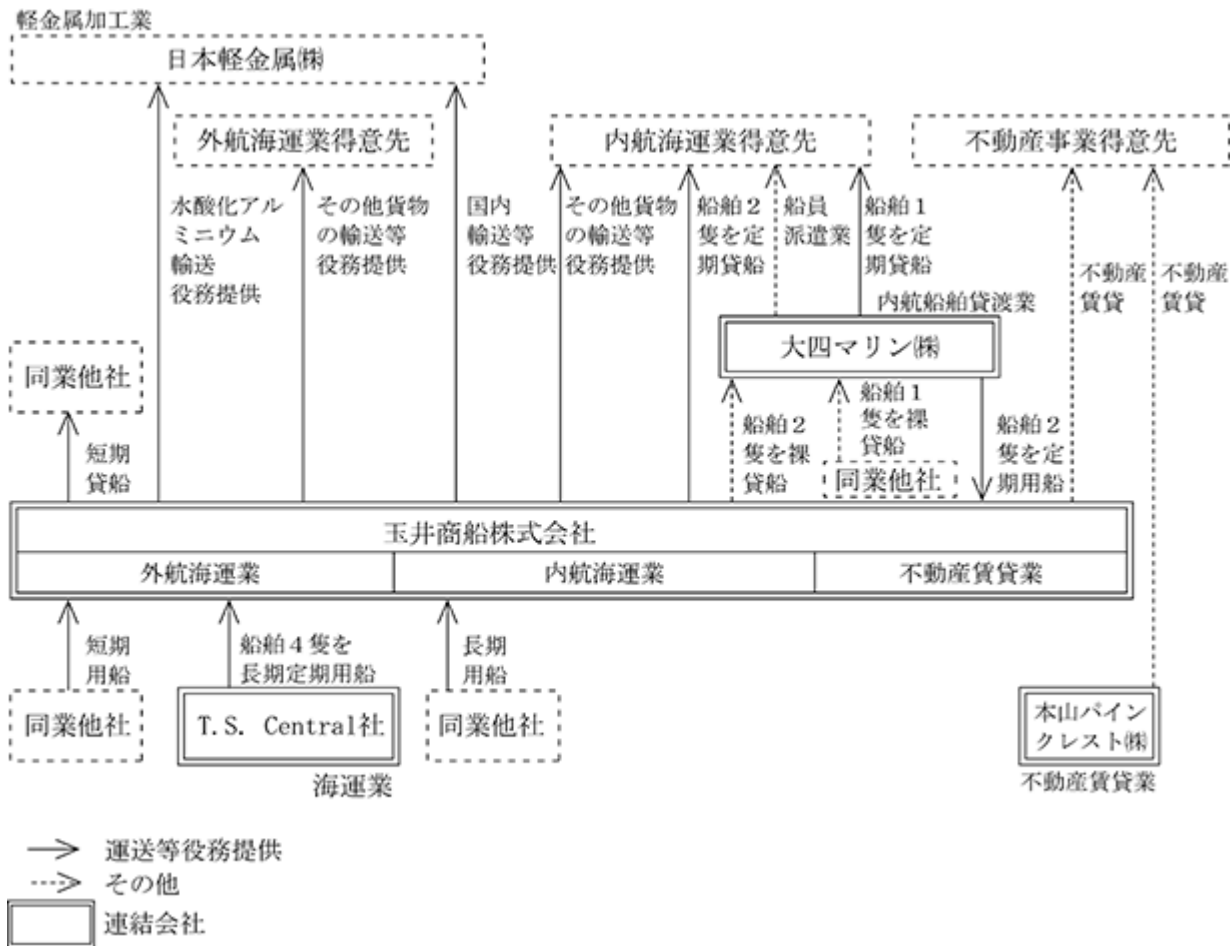 軽金属加工業
日本軽金属㈱
外航海運業得意先
内航海運業得意先
不動産事業得意先
水酸化アル
ミニウム
輸送
役務提供
その他貨物
の輸送等
役務提供
国内
輸送等
役務提供
その他貨物
の輸送等
役務提供
船舶２
隻を定
期貸船
船員
派遣業
船舶１
隻を定
期貸船
不動産
賃貸
不動産
賃貸
内航船舶貸渡業
大四マリン㈱
同業他社
短期
貸船
船舶２
隻を裸
貸船
船舶１
隻を裸
貸船
同業他社
船舶２
隻を定
期用船
玉井商船株式会社
外航海運業
内航海運業
不動産賃貸業
短期
用船
船舶４隻を
長期定期用船
長期
用船
同業他社
T.S. Central社
海運業
同業他社
本山パイン
クレスト㈱
不動産賃貸業
運送等役務提供
その他
連結会社